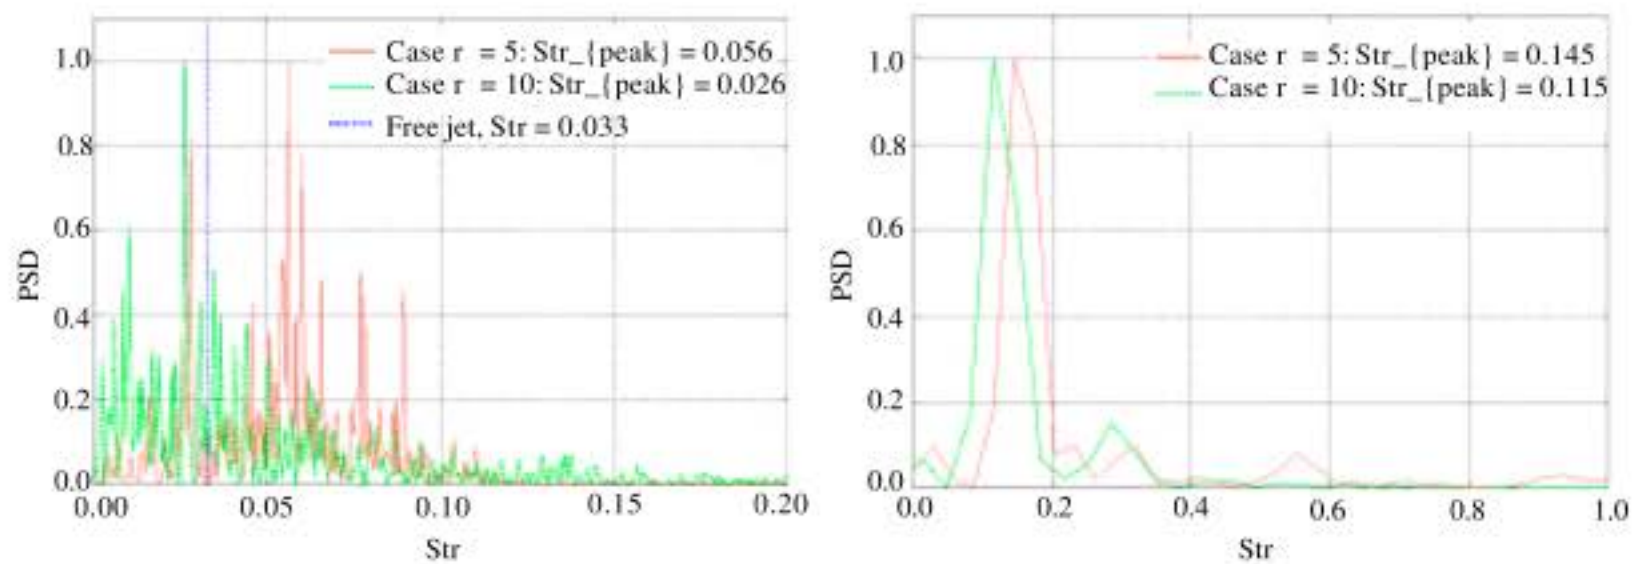 Case r = 5: Str_{peak} = 0.056
Case r = 10: Str_{peak} = 0.026
Free jet, Str = 0.033
1.0
0.8
0.6
0.4
0.2
0.0
PSD
0.00 0.05 0.10 0.15 0.20
Str
Case r = 5: Str_{peak} = 0.145
Case r = 10: Str_{peak} = 0.115
1.0
0.8
0.6
0.4
0.2
0.0
PSD
0.0 0.2 0.4 0.6 0.8 1.0
Str